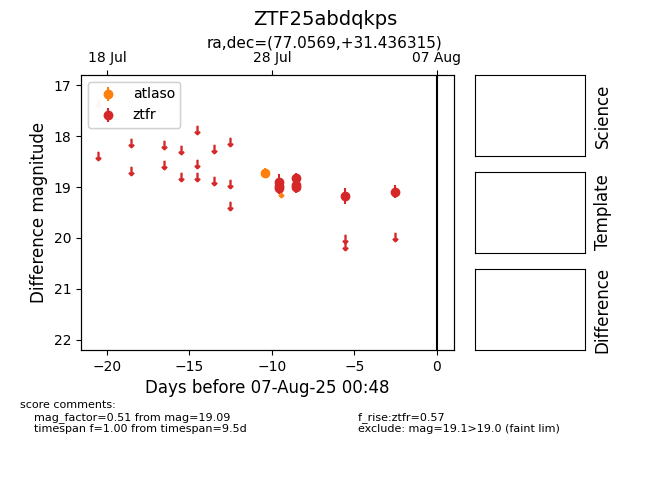 ZTF25abdqkps
ra,dec=(77.0569,+31.436315)
18 Jul 28 Jul 07 Aug
atlaso
ztfr
17
18
19
20
21
22
Difference magnitude
−20 −15 −10 −5 0
Days before 07-Aug-25 00:48
Science
Template
Difference
score comments:
mag_factor=0.51 from mag=19.09
timespan f=1.00 from timespan=9.5d
f_rise:ztfr=0.57
exclude: mag=19.1>19.0 (faint lim)